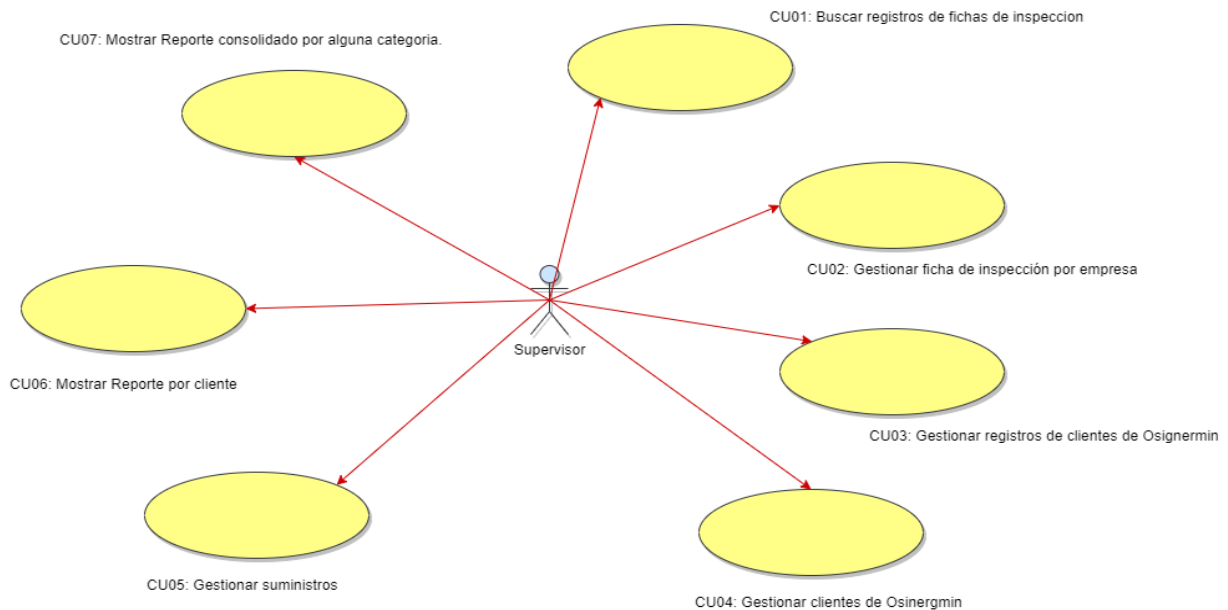 CU01: Buscar registros de fichas de inspeccion
CU07: Mostrar Reporte consolidado por alguna categoria.
CU02: Gestionar ficha de inspección por empresa
Supervisor
CU06: Mostrar Reporte por cliente
CU03: Gestionar registros de clientes de Osignermin
CU05: Gestionar suministros
CU04: Gestionar clientes de Osinergmin